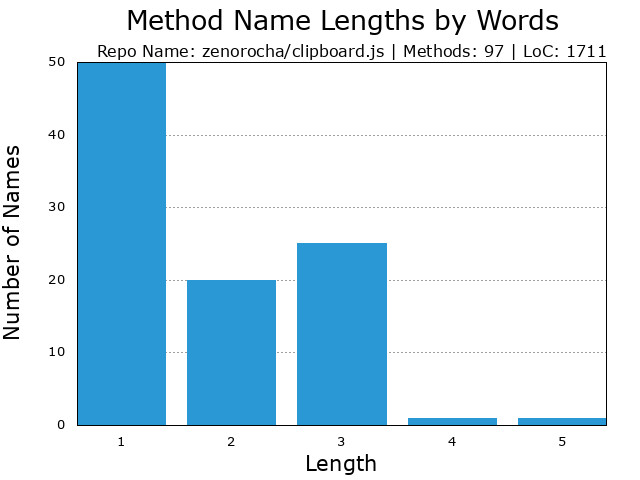 Method Name Lengths by Words
Repo Name: zenorocha/clipboard.js | Methods: 97 | LoC: 1711
Number of Names
50
40
30
20
10
0
1 2 3 4 5
Length